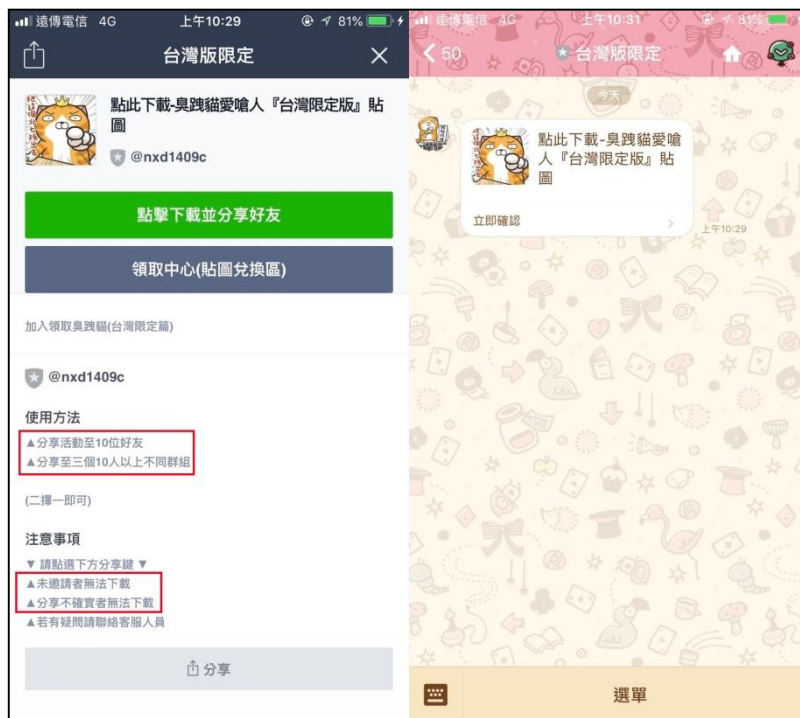 遠傳電信 4G 上午10:29 81%
台灣版限定
點此下載-臭跩貓愛嗆人『台灣限定版』貼
圖
@nxd1409c
點擊下載並分享好友
領取中心(貼圖兌換區)
加入領取臭跩貓(台灣限定篇)
@nxd1409c
使用方法
▲分享活動至10位好友
▲分享至三個10人以上不同群組
(二擇一即可)
注意事項
▼ 請點選下方分享鍵 ▼
▲未邀請者無法下載
▲分享不確實者無法下載
▲若有疑問請聯絡客服人員
分享
遠傳電信 4G 上午10:31 81%
50 台灣版限定
今天
點此下載-臭跩貓愛嗆
人『台灣限定版』貼
圖
立即確認
上午10:29
選單